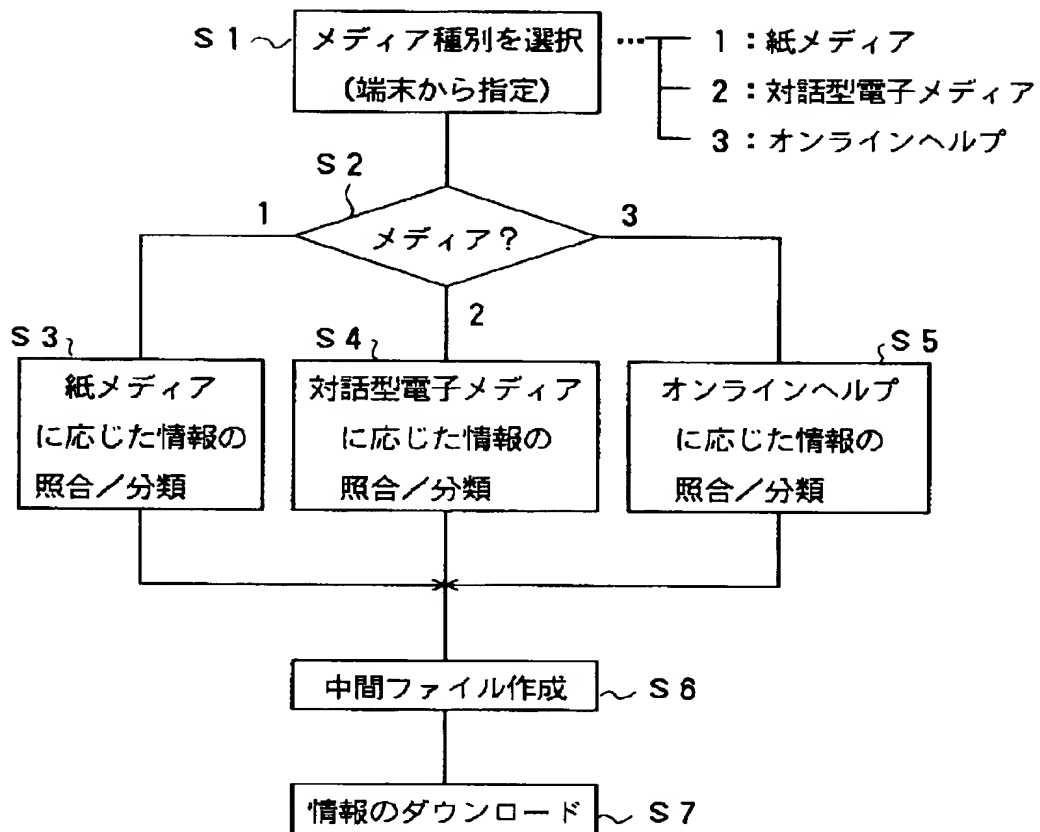 S1
メディア種別を選択
(端末から指定)
…
1：紙メディア
2：対話型電子メディア
3：オンラインヘルプ
S2
メディア?
1
3
2
S3
紙メディア
に応じた情報の
照合／分類
S4
対話型電子メディア
に応じた情報の
照合／分類
S5
オンラインヘルプ
に応じた情報の
照合／分類
中間ファイル作成
S6
情報のダウンロード
S7